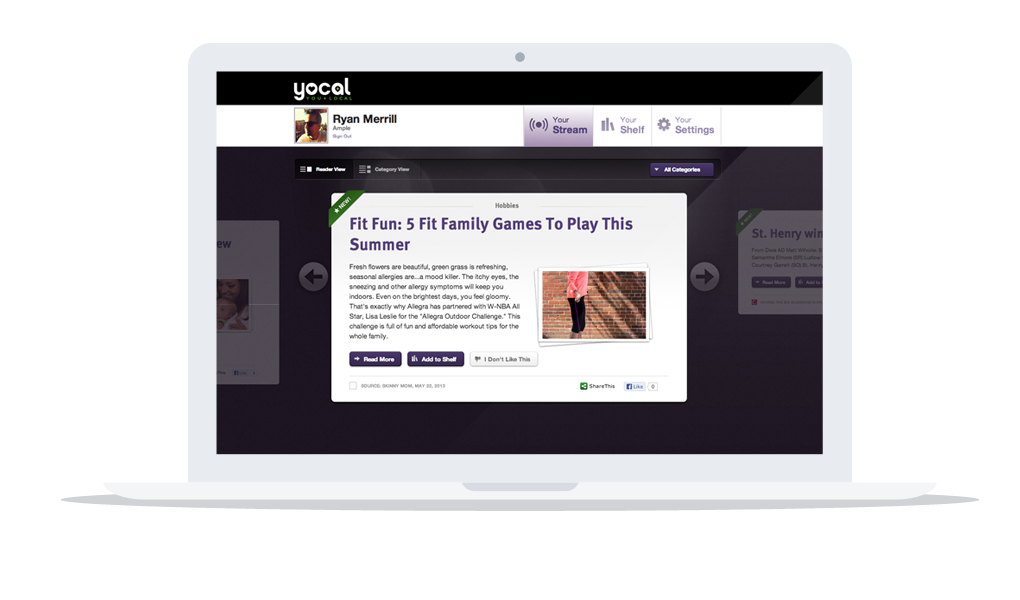 yocal
YOU + LOCAL
Ryan Merrill
Ample
Sign Out
Your
Stream
Your
Shelf
Your
Settings
Reader View
Category View
All Categories
NEW!
Hobbies
Fit Fun: 5 Fit Family Games To Play This
Summer
Fresh flowers are beautiful, green grass is refreshing,
seasonal allergies are...a mood killer. The itchy eyes, the
sneezing and other allergy symptoms will keep you
indoors. Even on the brightest days, you feel gloomy.
That's exactly why Allegra has partnered with W-NBA All
Star, Lisa Leslie for the "Allegra Outdoor Challenge." This
challenge is full of fun and affordable workout tips for the
whole family.
Read More
Add to Shelf
I Don't Like This
SOURCE: SKINNY MOM, MAY 23, 2012
ShareThis
Like
0
ew
Like
0
NEW!
St. Henry win
Read More
Add to